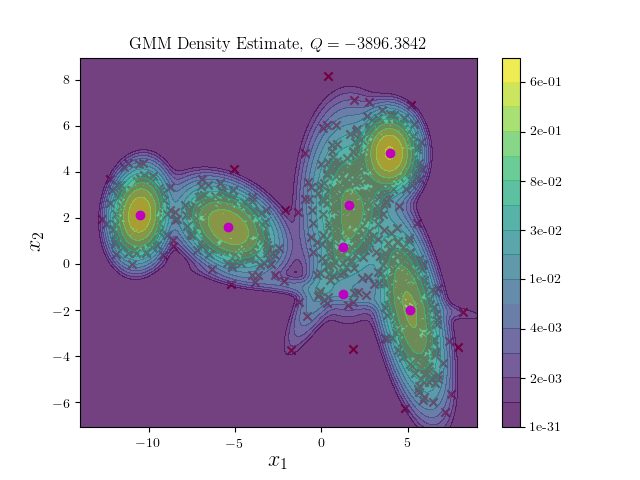 GMM Density Estimate, Q = −3896.3842
8
6
4
2
0
−2
−4
−6
x₂
−10
−5
0
5
x₁
6e-01
2e-01
8e-02
3e-02
1e-02
4e-03
2e-03
1e-31